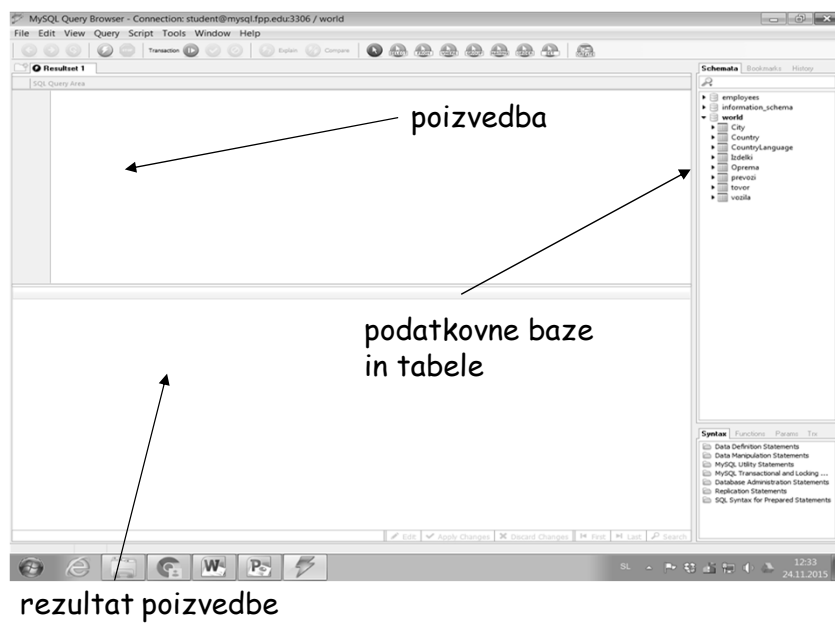 MySQL Query Browser - Connection: student@mysql.fpp.edu:3306 / world
File Edit View Query Script Tools Window Help
Transaction Explain Compare
Resultset 1
SQL Query Area
Schemata Bookmarks History
employees
information_schema
world
City
Country
CountryLanguage
Izdelki
Oprema
prevozi
tovor
vozila
poizvedba
podatkovne baze
in tabele
Syntax Functions Params Trx
Data Definition Statements
Data Manipulation Statements
MySQL Utility Statements
MySQL Transactional and Locking ...
Database Administration Statements
Replication Statements
SQL Syntax for Prepared Statements
Edit Apply Changes Discard Changes First Last Search
SL 12:33
24.11.2015
rezultat poizvedbe